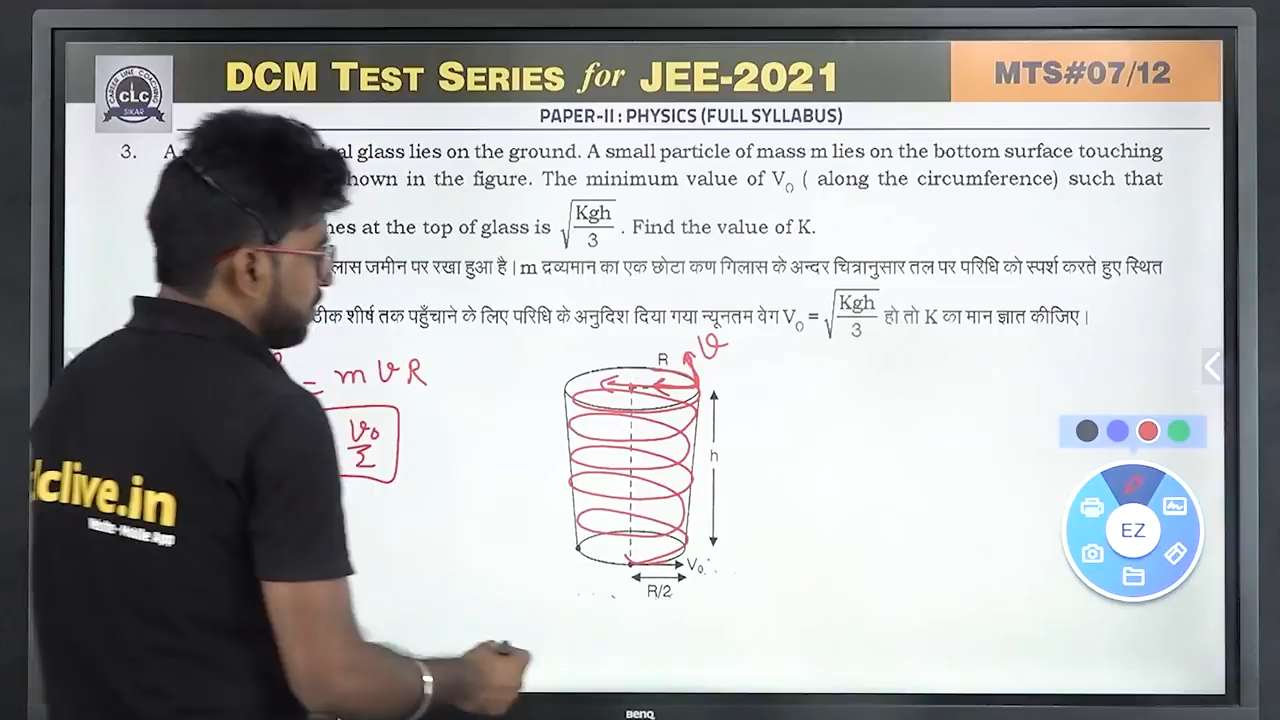 DCM TEST SERIES for JEE-2021
MTS#07/12
CAREER LINE COACHING
CLC
SIKAR
PAPER-II : PHYSICS (FULL SYLLABUS)
3. A al glass lies on the ground. A small particle of mass m lies on the bottom surface touching
hown in the figure. The minimum value of V₀ ( along the circumference) such that
hes at the top of glass is √(Kgh/3) . Find the value of K.
लास जमीन पर रखा हुआ है। m द्रव्यमान का एक छोटा कण गिलास के अन्दर चित्रानुसार तल पर परिधि को स्पर्श करते हुए स्थित
ठीक शीर्ष तक पहुँचाने के लिए परिधि के अनुदिश दिया गया न्यूनतम वेग V₀ = √(Kgh/3) हो तो K का मान ज्ञात कीजिए।
R
v
= m v R
h
V₀
R/2
clclive.in
EZ
BenQ